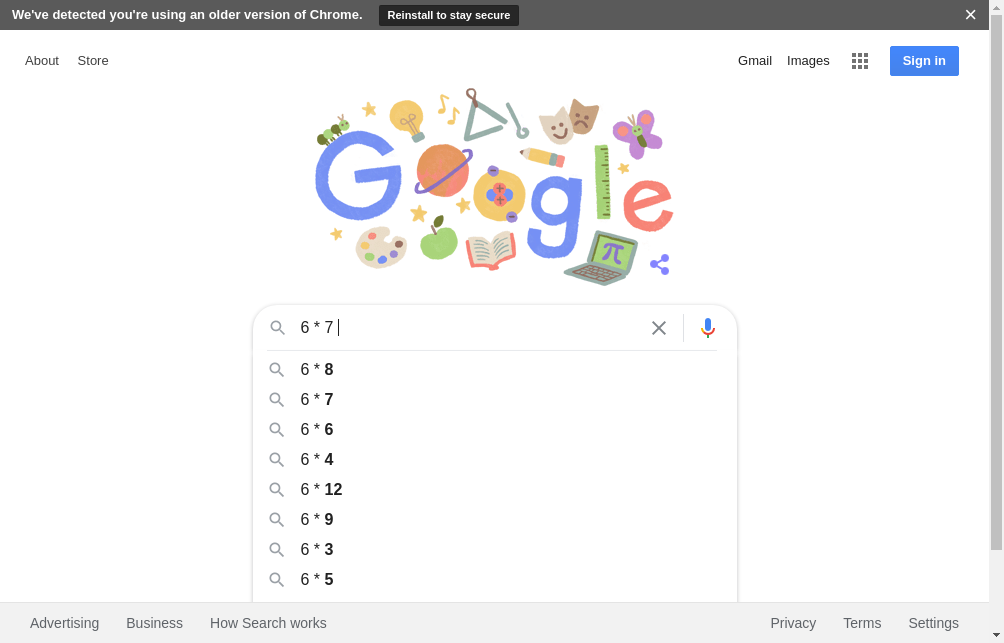 We've detected you're using an older version of Chrome. Reinstall to stay secure
About Store Gmail Images Sign in
Google
π
6 * 7
6 * 8
6 * 7
6 * 6
6 * 4
6 * 12
6 * 9
6 * 3
6 * 5
Advertising Business How Search works Privacy Terms Settings